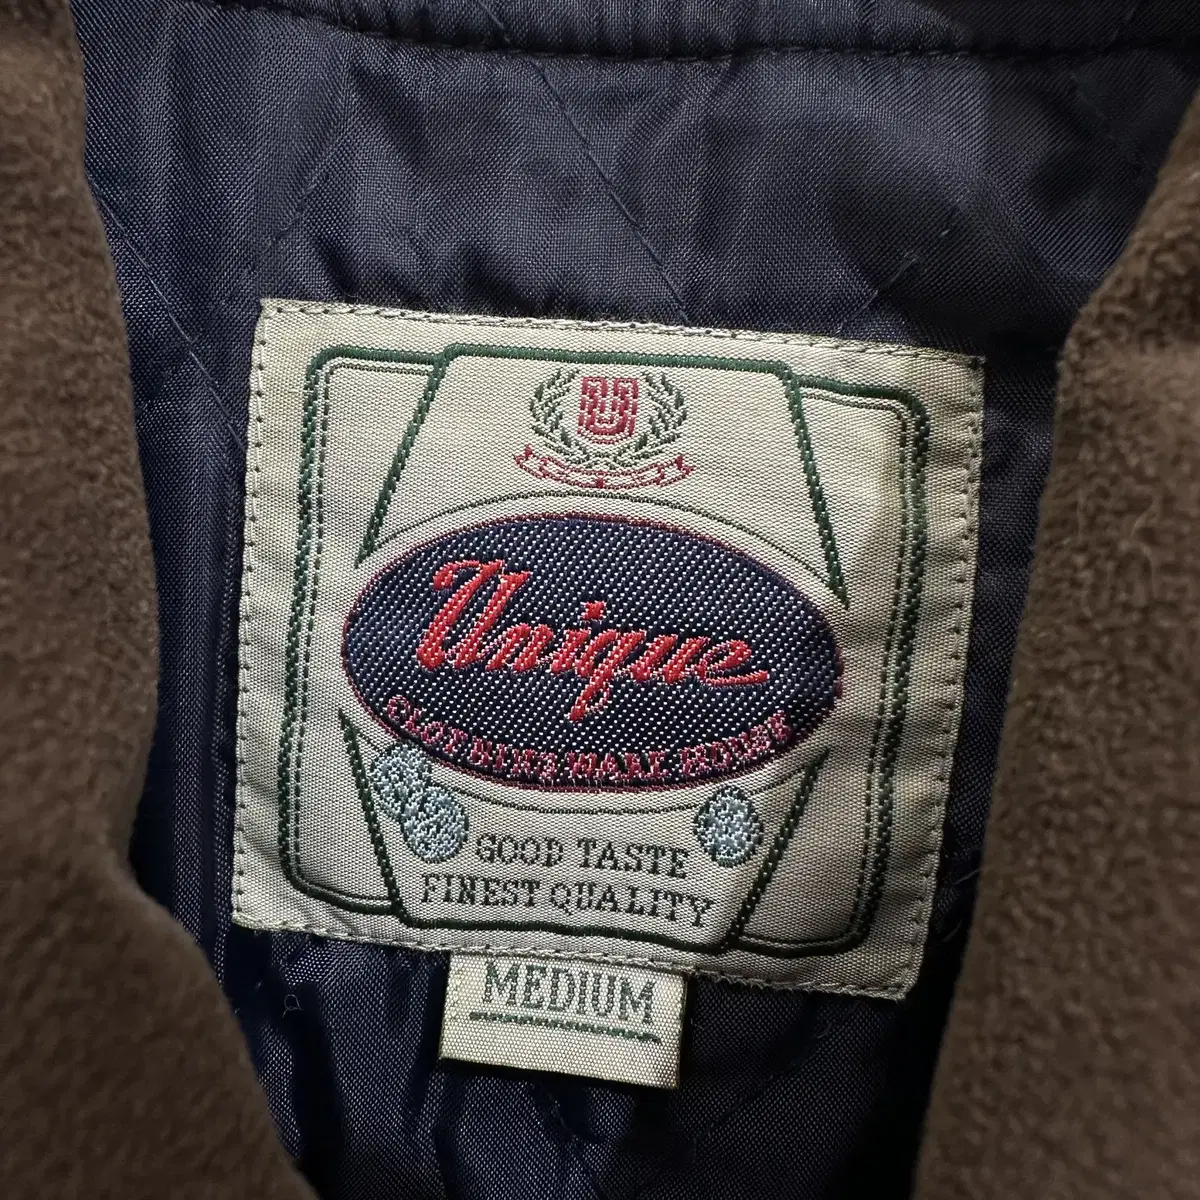 U
Unique
CLOTHING WARE HOUSE
GOOD TASTE
FINEST QUALITY
MEDIUM